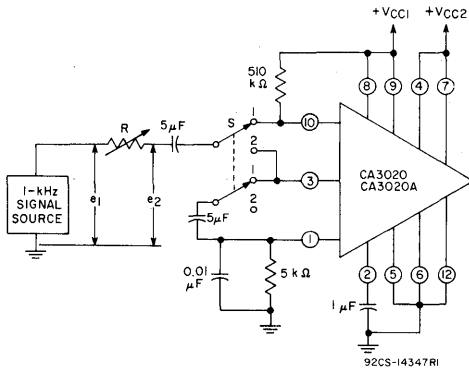 +VCC1 +VCC2
510
kΩ
8 9 4 7
R 5μF S 1 10
2
1-kHz
SIGNAL
SOURCE
e1 e2
1 3
2
CA3020
CA3020A
5μF
1
0.01
μF
5 kΩ
2 5 6 12
1 μF
92CS-14347R1